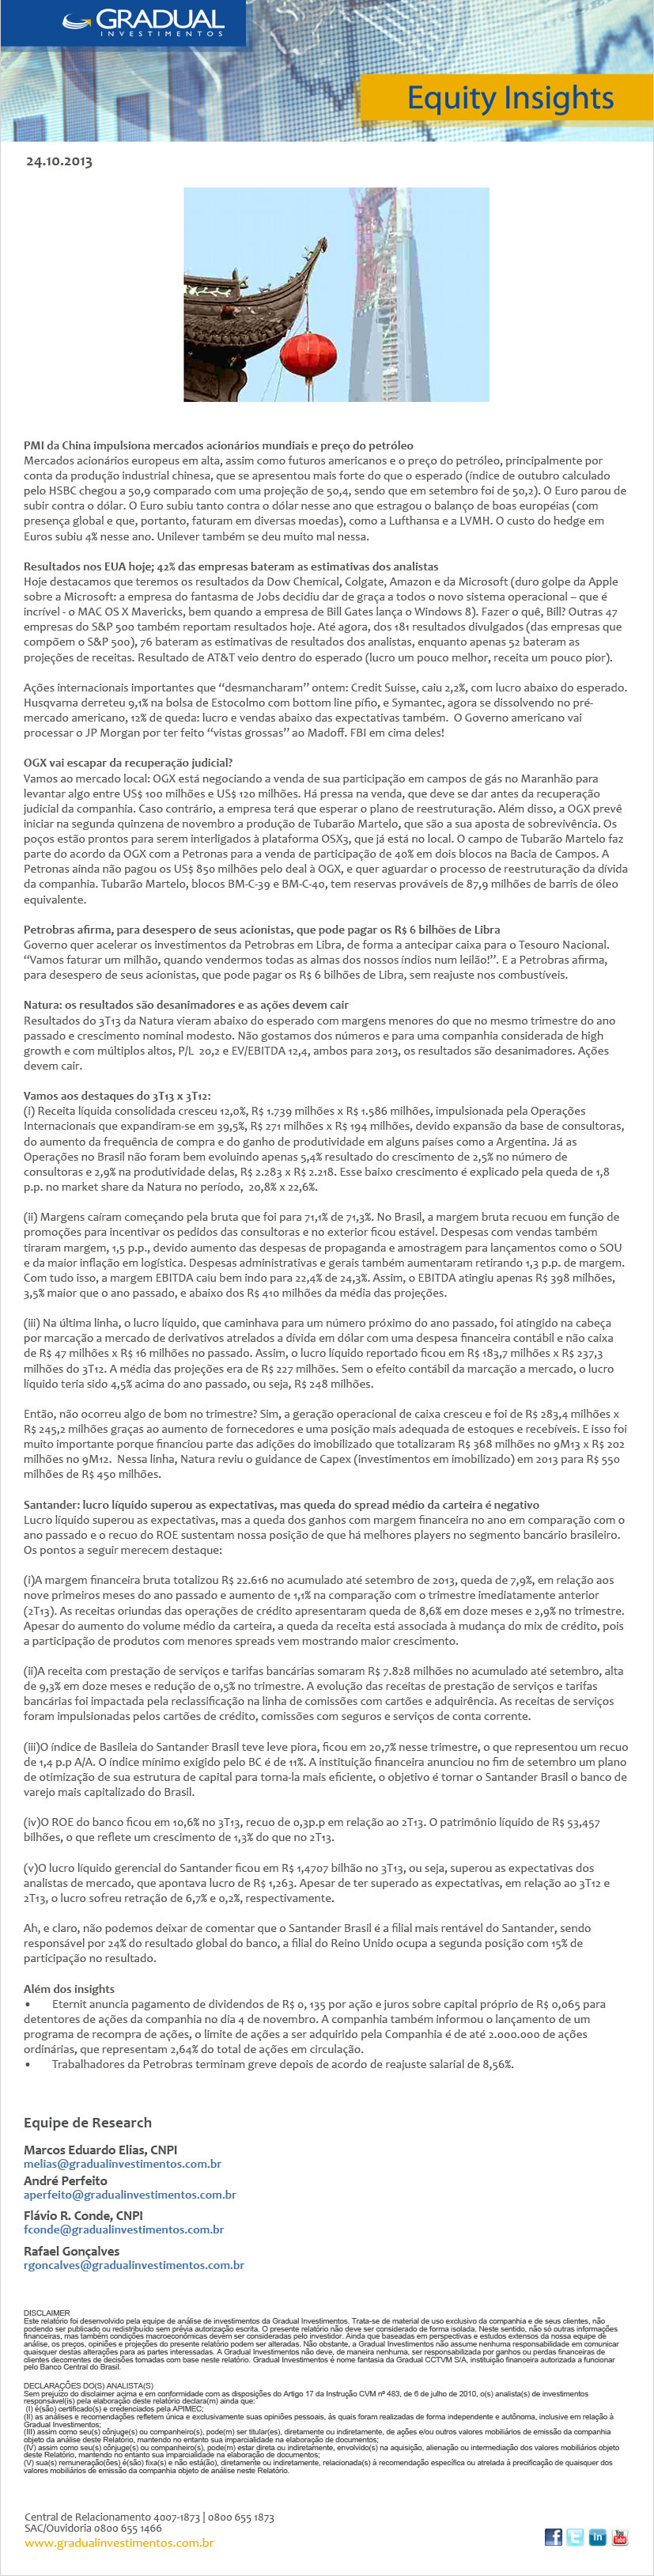 GRADUAL
INVESTIMENTOS
Equity Insights
24.10.2013
PMI da China impulsiona mercados acionários mundiais e preço do petróleo
Mercados acionários europeus em alta, assim como futuros americanos e o preço do petróleo, principalmente por
conta da produção industrial chinesa, que se apresentou mais forte do que o esperado (índice de outubro calculado
pelo HSBC chegou a 50,9 comparado com uma projeção de 50,4, sendo que em setembro foi de 50,2). O Euro parou de
subir contra o dólar. O Euro subiu tanto contra o dólar nesse ano que estragou o balanço de boas européias (com
presença global e que, portanto, faturam em diversas moedas), como a Lufthansa e a LVMH. O custo do hedge em
Euros subiu 4% nesse ano. Unilever também se deu muito mal nessa.
Resultados nos EUA hoje; 42% das empresas bateram as estimativas dos analistas
Hoje destacamos que teremos os resultados da Dow Chemical, Colgate, Amazon e da Microsoft (duro golpe da Apple
sobre a Microsoft: a empresa do fantasma de Jobs decidiu dar de graça a todos o novo sistema operacional – que é
incrível - o MAC OS X Mavericks, bem quando a empresa de Bill Gates lança o Windows 8). Fazer o quê, Bill? Outras 47
empresas do S&P 500 também reportam resultados hoje. Até agora, dos 181 resultados divulgados (das empresas que
compõem o S&P 500), 76 bateram as estimativas de resultados dos analistas, enquanto apenas 52 bateram as
projeções de receitas. Resultado de AT&T veio dentro do esperado (lucro um pouco melhor, receita um pouco pior).
Ações internacionais importantes que “desmancharam” ontem: Credit Suisse, caiu 2,2%, com lucro abaixo do esperado.
Husqvarna derreteu 9,1% na bolsa de Estocolmo com bottom line pífio, e Symantec, agora se dissolvendo no pré-
mercado americano, 12% de queda: lucro e vendas abaixo das expectativas também. O Governo americano vai
processar o JP Morgan por ter feito “vistas grossas” ao Madoff. FBI em cima deles!
OGX vai escapar da recuperação judicial?
Vamos ao mercado local: OGX está negociando a venda de sua participação em campos de gás no Maranhão para
levantar algo entre US$ 100 milhões e US$ 120 milhões. Há pressa na venda, que deve se dar antes da recuperação
judicial da companhia. Caso contrário, a empresa terá que esperar o plano de reestruturação. Além disso, a OGX prevê
iniciar na segunda quinzena de novembro a produção de Tubarão Martelo, que são a sua aposta de sobrevivência. Os
poços estão prontos para serem interligados à plataforma OSX3, que já está no local. O campo de Tubarão Martelo faz
parte do acordo da OGX com a Petronas para a venda de participação de 40% em dois blocos na Bacia de Campos. A
Petronas ainda não pagou os US$ 850 milhões pelo deal à OGX, e quer aguardar o processo de reestruturação da dívida
da companhia. Tubarão Martelo, blocos BM-C-39 e BM-C-40, tem reservas prováveis de 87,9 milhões de barris de óleo
equivalente.
Petrobras afirma, para desespero de seus acionistas, que pode pagar os R$ 6 bilhões de Libra
Governo quer acelerar os investimentos da Petrobras em Libra, de forma a antecipar caixa para o Tesouro Nacional.
“Vamos faturar um milhão, quando vendermos todas as almas dos nossos índios num leilão!”. E a Petrobras afirma,
para desespero de seus acionistas, que pode pagar os R$ 6 bilhões de Libra, sem reajuste nos combustíveis.
Natura: os resultados são desanimadores e as ações devem cair
Resultados do 3T13 da Natura vieram abaixo do esperado com margens menores do que no mesmo trimestre do ano
passado e crescimento nominal modesto. Não gostamos dos números e para uma companhia considerada de high
growth e com múltiplos altos, P/L 20,2 e EV/EBITDA 12,4, ambos para 2013, os resultados são desanimadores. Ações
devem cair.
Vamos aos destaques do 3T13 x 3T12:
(i) Receita líquida consolidada cresceu 12,0%, R$ 1.739 milhões x R$ 1.586 milhões, impulsionada pela Operações
Internacionais que expandiram-se em 39,5%, R$ 271 milhões x R$ 194 milhões, devido expansão da base de consultoras,
do aumento da frequência de compra e do ganho de produtividade em alguns países como a Argentina. Já as
Operações no Brasil não foram bem evoluindo apenas 5,4% resultado do crescimento de 2,5% no número de
consultoras e 2,9% na produtividade delas, R$ 2.283 x R$ 2.218. Esse baixo crescimento é explicado pela queda de 1,8
p.p. no market share da Natura no período, 20,8% x 22,6%.
(ii) Margens caíram começando pela bruta que foi para 71,1% de 71,3%. No Brasil, a margem bruta recuou em função de
promoções para incentivar os pedidos das consultoras e no exterior ficou estável. Despesas com vendas também
tiraram margem, 1,5 p.p., devido aumento das despesas de propaganda e amostragem para lançamentos como o SOU
e da maior inflação em logística. Despesas administrativas e gerais também aumentaram retirando 1,3 p.p. de margem.
Com tudo isso, a margem EBITDA caiu bem indo para 22,4% de 24,3%. Assim, o EBITDA atingiu apenas R$ 398 milhões,
3,5% maior que o ano passado, e abaixo dos R$ 410 milhões da média das projeções.
(iii) Na última linha, o lucro líquido, que caminhava para um número próximo do ano passado, foi atingido na cabeça
por marcação a mercado de derivativos atrelados a dívida em dólar com uma despesa financeira contábil e não caixa
de R$ 47 milhões x R$ 16 milhões no passado. Assim, o lucro líquido reportado ficou em R$ 183,7 milhões x R$ 237,3
milhões do 3T12. A média das projeções era de R$ 227 milhões. Sem o efeito contábil da marcação a mercado, o lucro
líquido teria sido 4,5% acima do ano passado, ou seja, R$ 248 milhões.
Então, não ocorreu algo de bom no trimestre? Sim, a geração operacional de caixa cresceu e foi de R$ 283,4 milhões x
R$ 245,2 milhões graças ao aumento de fornecedores e uma posição mais adequada de estoques e recebíveis. E isso foi
muito importante porque financiou parte das adições do imobilizado que totalizaram R$ 368 milhões no 9M13 x R$ 202
milhões no 9M12. Nessa linha, Natura reviu o guidance de Capex (investimentos em imobilizado) em 2013 para R$ 550
milhões de R$ 450 milhões.
Santander: lucro líquido superou as expectativas, mas queda do spread médio da carteira é negativo
Lucro líquido superou as expectativas, mas a queda dos ganhos com margem financeira no ano em comparação com o
ano passado e o recuo do ROE sustentam nossa posição de que há melhores players no segmento bancário brasileiro.
Os pontos a seguir merecem destaque:
(i)A margem financeira bruta totalizou R$ 22.616 no acumulado até setembro de 2013, queda de 7,9%, em relação aos
nove primeiros meses do ano passado e aumento de 1,1% na comparação com o trimestre imediatamente anterior
(2T13). As receitas oriundas das operações de crédito apresentaram queda de 8,6% em doze meses e 2,9% no trimestre.
Apesar do aumento do volume médio da carteira, a queda da receita está associada à mudança do mix de crédito, pois
a participação de produtos com menores spreads vem mostrando maior crescimento.
(ii)A receita com prestação de serviços e tarifas bancárias somaram R$ 7.828 milhões no acumulado até setembro, alta
de 9,3% em doze meses e redução de 0,5% no trimestre. A evolução das receitas de prestação de serviços e tarifas
bancárias foi impactada pela reclassificação na linha de comissões com cartões e adquirência. As receitas de serviços
foram impulsionadas pelos cartões de crédito, comissões com seguros e serviços de conta corrente.
(iii)O índice de Basileia do Santander Brasil teve leve piora, ficou em 20,7% nesse trimestre, o que representou um recuo
de 1,4 p.p A/A. O índice mínimo exigido pelo BC é de 11%. A instituição financeira anunciou no fim de setembro um plano
de otimização de sua estrutura de capital para torna-la mais eficiente, o objetivo é tornar o Santander Brasil o banco de
varejo mais capitalizado do Brasil.
(iv)O ROE do banco ficou em 10,6% no 3T13, recuo de 0,3p.p em relação ao 2T13. O patrimônio líquido de R$ 53,457
bilhões, o que reflete um crescimento de 1,3% do que no 2T13.
(v)O lucro líquido gerencial do Santander ficou em R$ 1,4707 bilhão no 3T13, ou seja, superou as expectativas dos
analistas de mercado, que apontava lucro de R$ 1,263. Apesar de ter superado as expectativas, em relação ao 3T12 e
2T13, o lucro sofreu retração de 6,7% e 0,2%, respectivamente.
Ah, e claro, não podemos deixar de comentar que o Santander Brasil é a filial mais rentável do Santander, sendo
responsável por 24% do resultado global do banco, a filial do Reino Unido ocupa a segunda posição com 15% de
participação no resultado.
Além dos insights
• Eternit anuncia pagamento de dividendos de R$ 0, 135 por ação e juros sobre capital próprio de R$ 0,065 para
detentores de ações da companhia no dia 4 de novembro. A companhia também informou o lançamento de um
programa de recompra de ações, o limite de ações a ser adquirido pela Companhia é de até 2.000.000 de ações
ordinárias, que representam 2,64% do total de ações em circulação.
• Trabalhadores da Petrobras terminam greve depois de acordo de reajuste salarial de 8,56%.
Equipe de Research
Marcos Eduardo Elias, CNPI
melias@gradualinvestimentos.com.br
André Perfeito
aperfeito@gradualinvestimentos.com.br
Flávio R. Conde, CNPI
fconde@gradualinvestimentos.com.br
Rafael Gonçalves
rgoncalves@gradualinvestimentos.com.br
DISCLAIMER
Este relatório foi desenvolvido pela equipe de análise de investimentos da Gradual Investimentos. Trata-se de material de uso exclusivo da companhia e de seus clientes, não
podendo ser publicado ou redistribuído sem prévia autorização escrita. O presente relatório não deve ser considerado de forma isolada. Neste sentido, não só outras informações
financeiras, mas também condições macroeconômicas devem ser consideradas pelo investidor. Ainda que baseadas em perspectivas e estudos extensos da nossa equipe de
análise, os preços, opiniões e projeções do presente relatório podem ser alteradas. Não obstante, a Gradual Investimentos não assume nenhuma responsabilidade em comunicar
quaisquer destas alterações para as partes interessadas. A Gradual Investimentos não deve, de maneira nenhuma, ser responsabilizada por ganhos ou perdas financeiras de
clientes decorrentes de decisões tomadas com base neste relatório. Gradual Investimentos é nome fantasia da Gradual CCTVM S/A, instituição financeira autorizada a funcionar
pelo Banco Central do Brasil.
DECLARAÇÕES DO(S) ANALISTA(S)
Sem prejuízo do disclaimer acima e em conformidade com as disposições do Artigo 17 da Instrução CVM nº 483, de 6 de julho de 2010, o(s) analista(s) de investimentos
responsável(is) pela elaboração deste relatório declara(m) ainda que:
(I) é(são) certificado(s) e credenciados pela APIMEC;
(II) as análises e recomendações refletem única e exclusivamente suas opiniões pessoais, às quais foram realizadas de forma independente e autônoma, inclusive em relação à
Gradual Investimentos;
(III) assim como seu(s) cônjuge(s) ou companheiro(s), pode(m) ser titular(es), diretamente ou indiretamente, de ações e/ou outros valores mobiliários de emissão da companhia
objeto da análise deste Relatório, mantendo no entanto sua imparcialidade na elaboração de documentos;
(IV) assim como seu(s) cônjuge(s) ou companheiro(s), pode(m) estar direta ou indiretamente, envolvido(s) na aquisição, alienação ou intermediação dos valores mobiliários objeto
deste Relatório, mantendo no entanto sua imparcialidade na elaboração de documentos;
(V) sua(s) remuneração(ões) é(são) fixa(s) e não está(ão), diretamente ou indiretamente, relacionada(s) à recomendação específica ou atrelada à precificação de quaisquer dos
valores mobiliários de emissão da companhia objeto de análise neste Relatório.
Central de Relacionamento 4007-1873 | 0800 655 1873
SAC/Ouvidoria 0800 655 1466
www.gradualinvestimentos.com.br